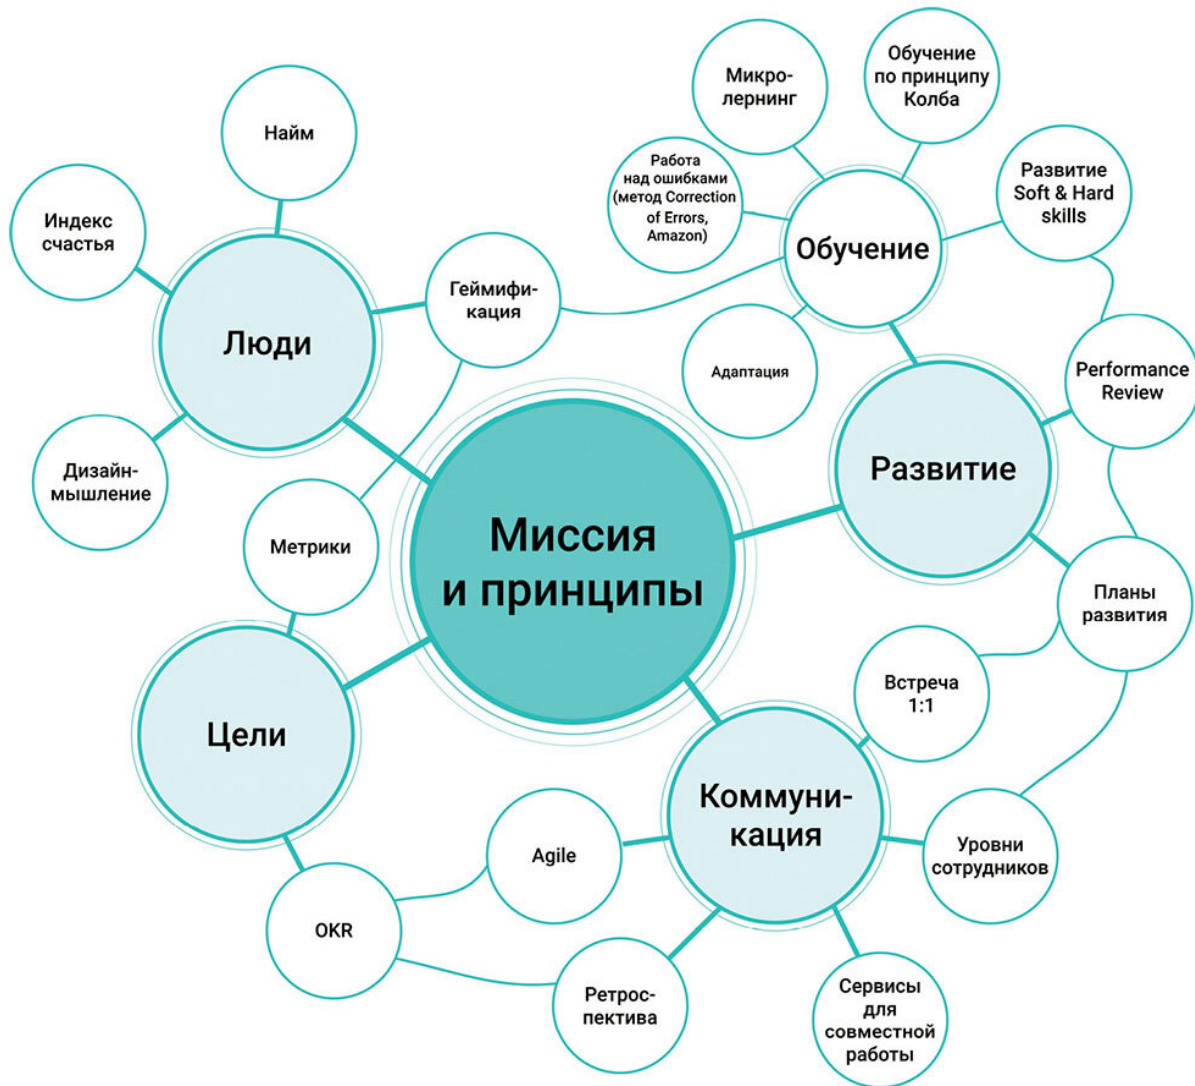 Микро-
лернинг
Обучение
по принципу
Колба
Найм
Работа
над ошибками
(метод Correction
of Errors,
Amazon)
Развитие
Soft & Hard
skills
Индекс
счастья
Обучение
Геймифи-
кация
Люди
Адаптация
Performance
Review
Дизайн-
мышление
Развитие
Метрики
Миссия
и принципы
Планы
развития
Встреча
1:1
Цели
Коммуни-
кация
Agile
Уровни
сотрудников
OKR
Ретрос-
пектива
Сервисы
для
совместной
работы